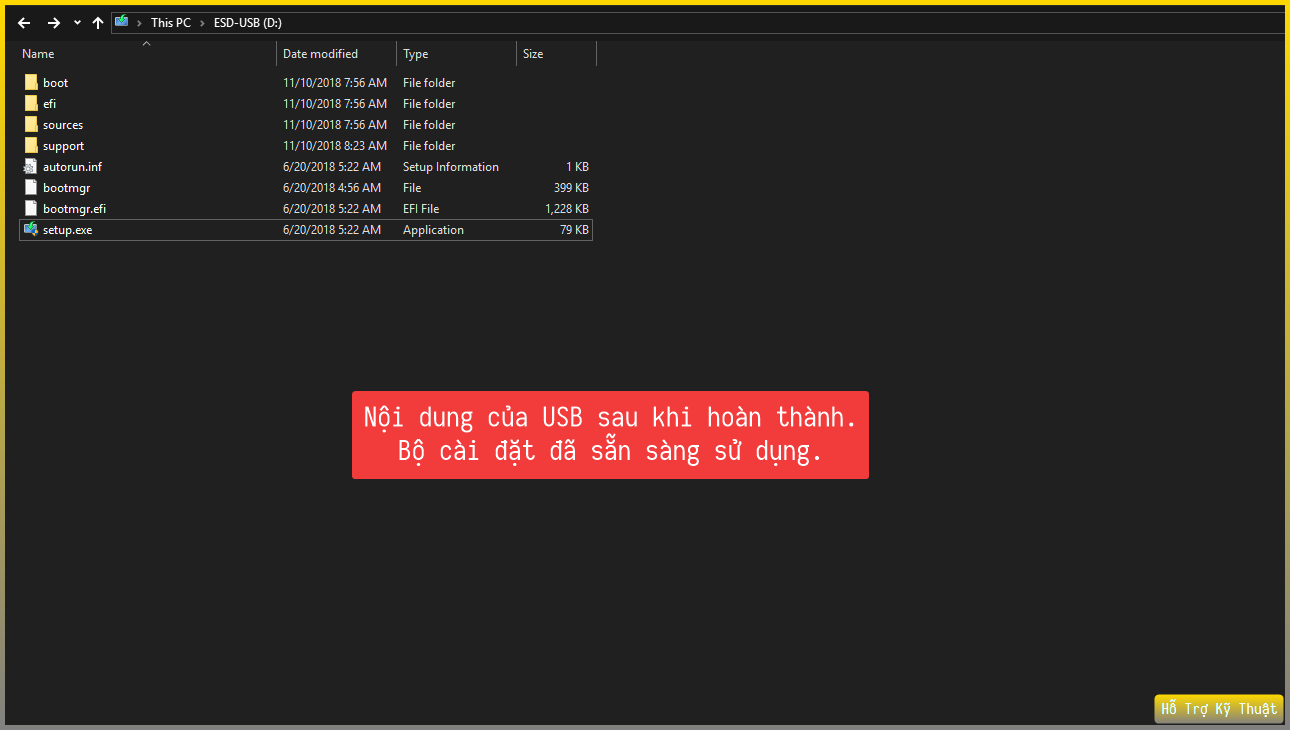 This PC > ESD-USB (D:)
Name Date modified Type Size
boot 11/10/2018 7:56 AM File folder
efi 11/10/2018 7:56 AM File folder
sources 11/10/2018 7:56 AM File folder
support 11/10/2018 8:23 AM File folder
autorun.inf 6/20/2018 5:22 AM Setup Information 1 KB
bootmgr 6/20/2018 4:56 AM File 399 KB
bootmgr.efi 6/20/2018 5:22 AM EFI File 1,228 KB
setup.exe 6/20/2018 5:22 AM Application 79 KB
Nội dung của USB sau khi hoàn thành.
Bộ cài đặt đã sẵn sàng sử dụng.
Hỗ Trợ Kỹ Thuật